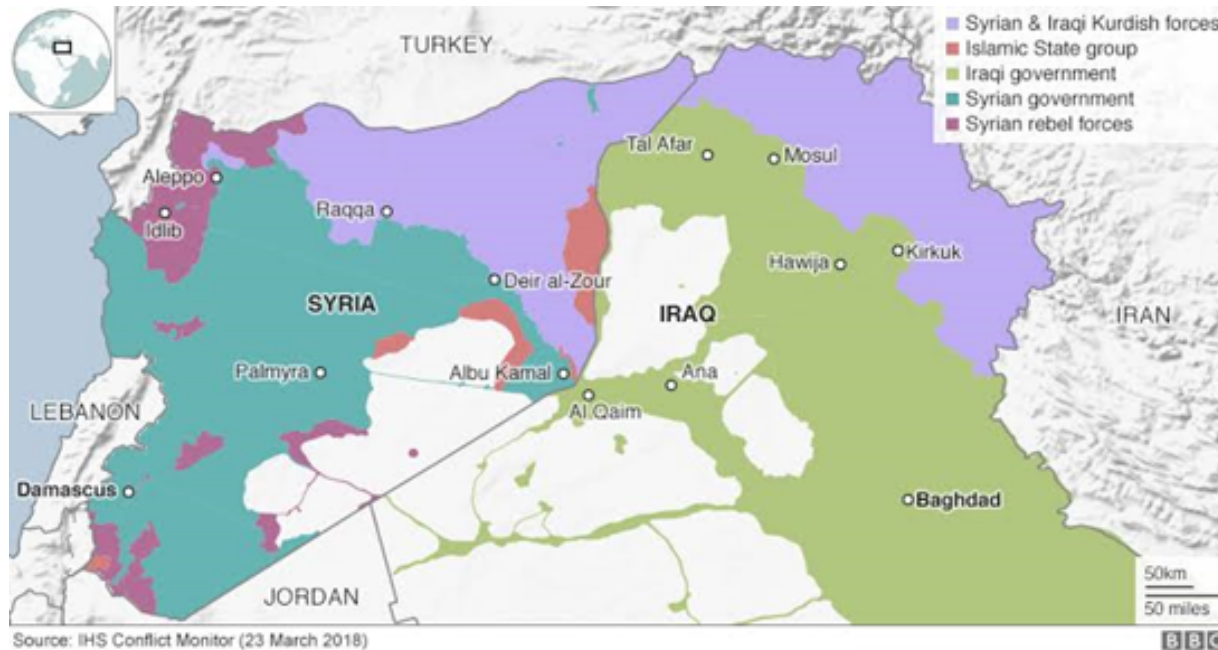 TURKEY
Syrian & Iraqi Kurdish forces
Islamic State group
Iraqi government
Syrian government
Syrian rebel forces
Tal Afar
Mosul
Aleppo
Raqqa
Idlib
Kirkuk
Hawija
Deir al-Zour
SYRIA
IRAQ
IRAN
Palmyra
Albu Kamal
Ana
Al Qaim
LEBANON
Damascus
Baghdad
JORDAN
50km
50 miles
Source: IHS Conflict Monitor (23 March 2018)
BBC